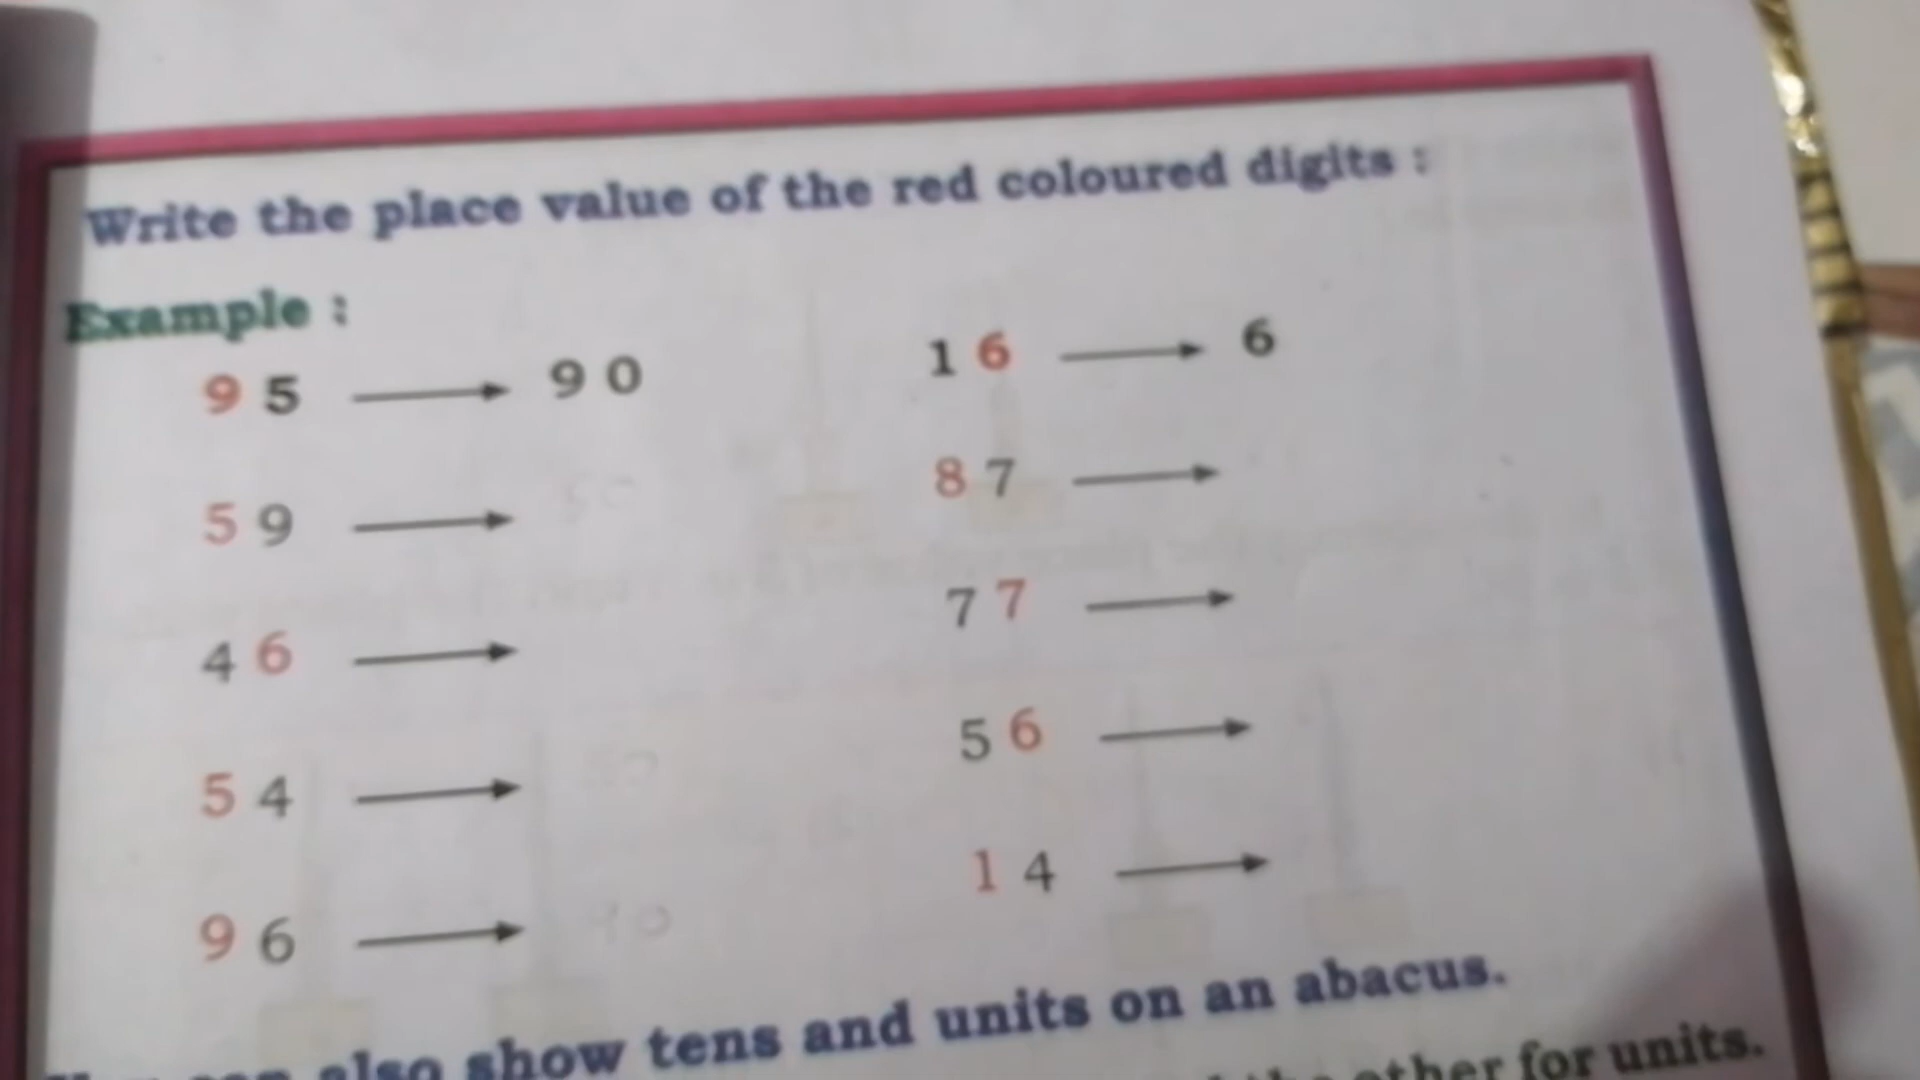 Write the place value of the red coloured digits :
Example :
9 5 → 9 0
1 6 → 6
5 9 →
8 7 →
4 6 →
7 7 →
5 4 →
5 6 →
9 6 →
1 4 →
also show tens and units on an abacus.
other for units.